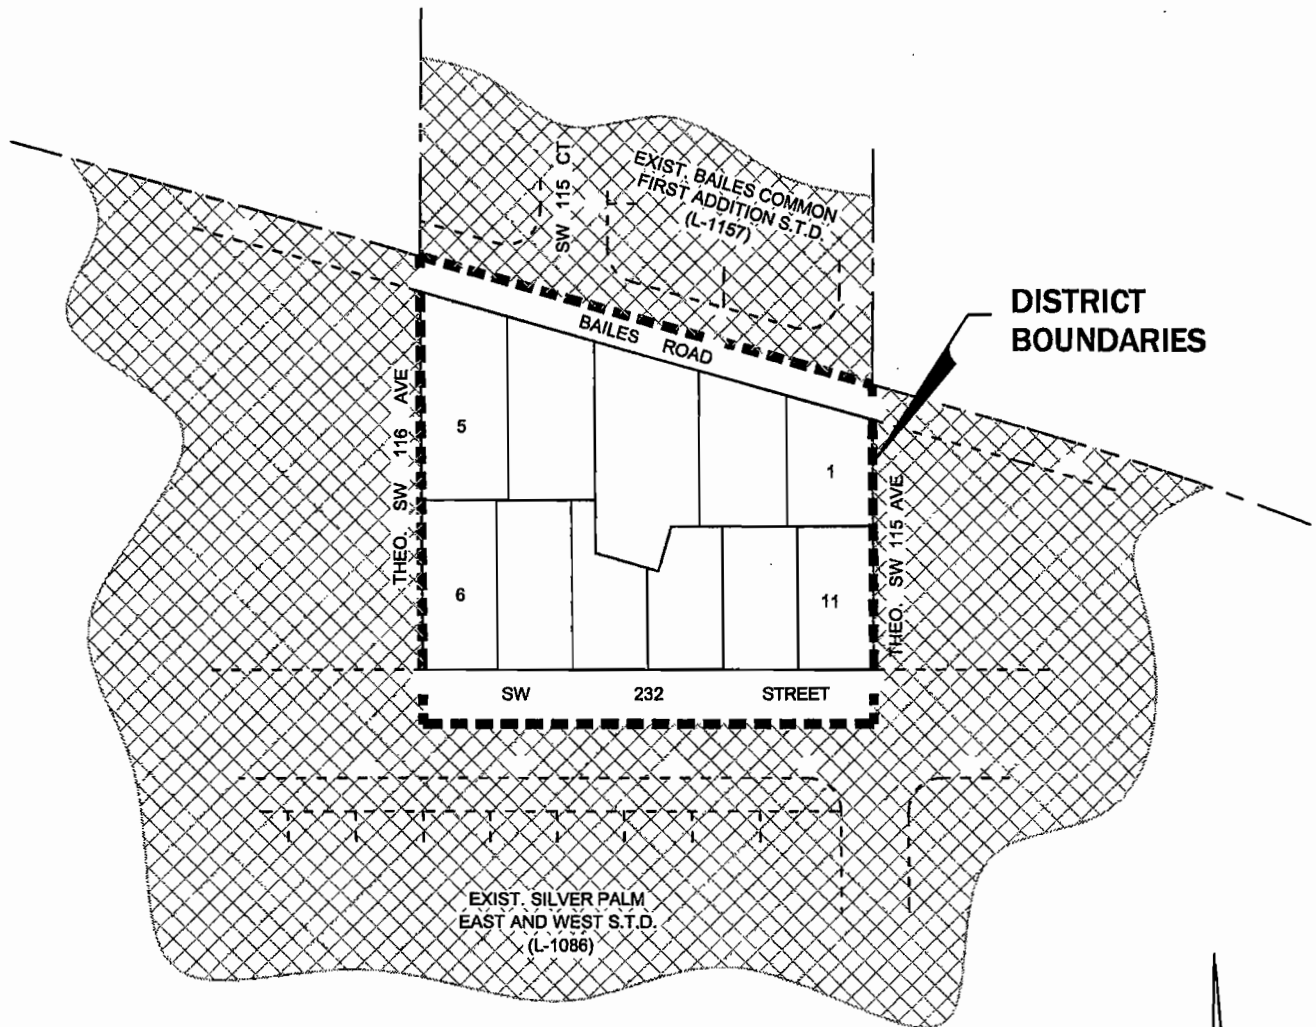 SW 115 CT
EXIST. BAILES COMMON
FIRST ADDITION S.T.D.
(L-1157)
DISTRICT
BOUNDARIES
BAILES ROAD
THEO. SW 116 AVE
5
1
THEO. SW 115 AVE
6
11
SW 232 STREET
EXIST. SILVER PALM
EAST AND WEST S.T.D.
(L-1086)